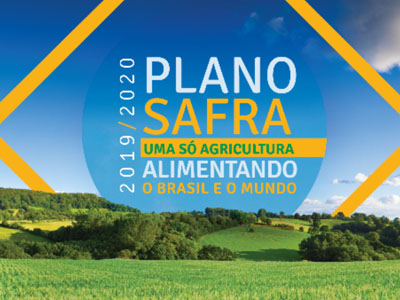 2019/2020
PLANO
SAFRA
UMA SÓ AGRICULTURA
ALIMENTANDO
O BRASIL E O MUNDO